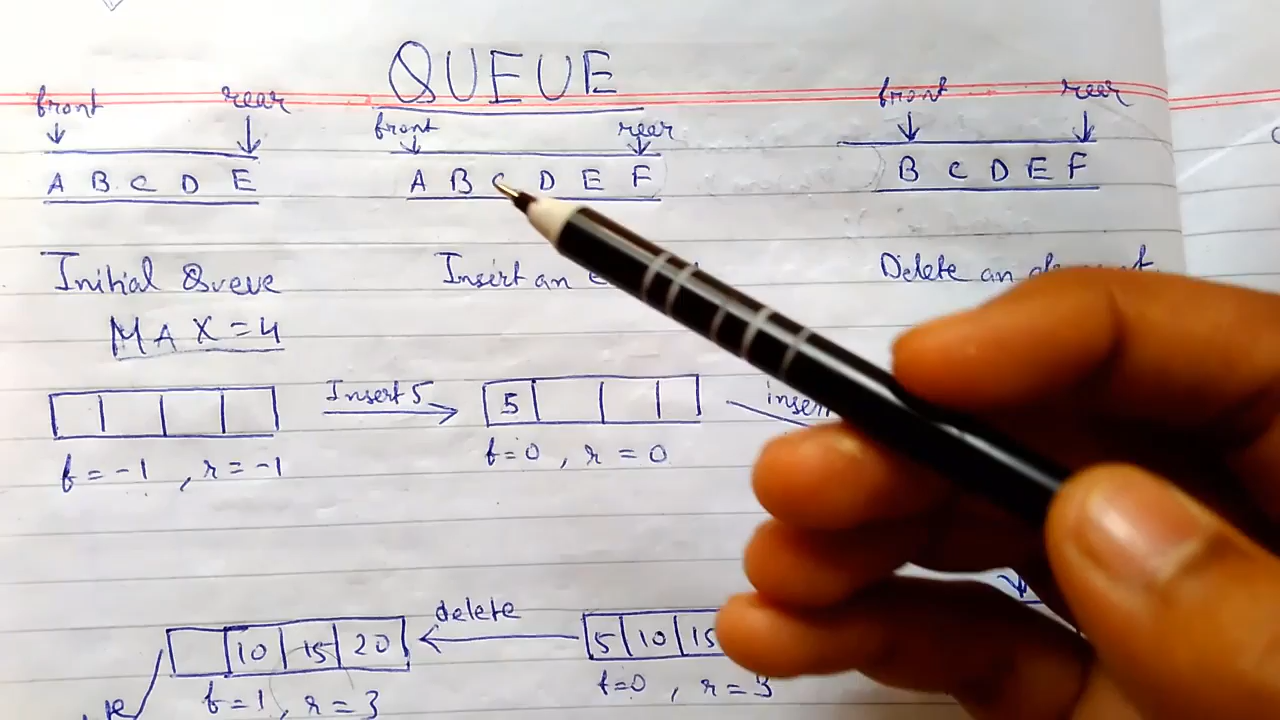 QUEUE
front rear front rear front rear
A B C D E A B C D E F B C D E F
Initial Queue Insert an Delete an
MAX=4
Insert 5 5
f=-1, r=-1 f=0, r=0
delete
10 15 20 5 10 15
f=1, r=3 f=0, r=3